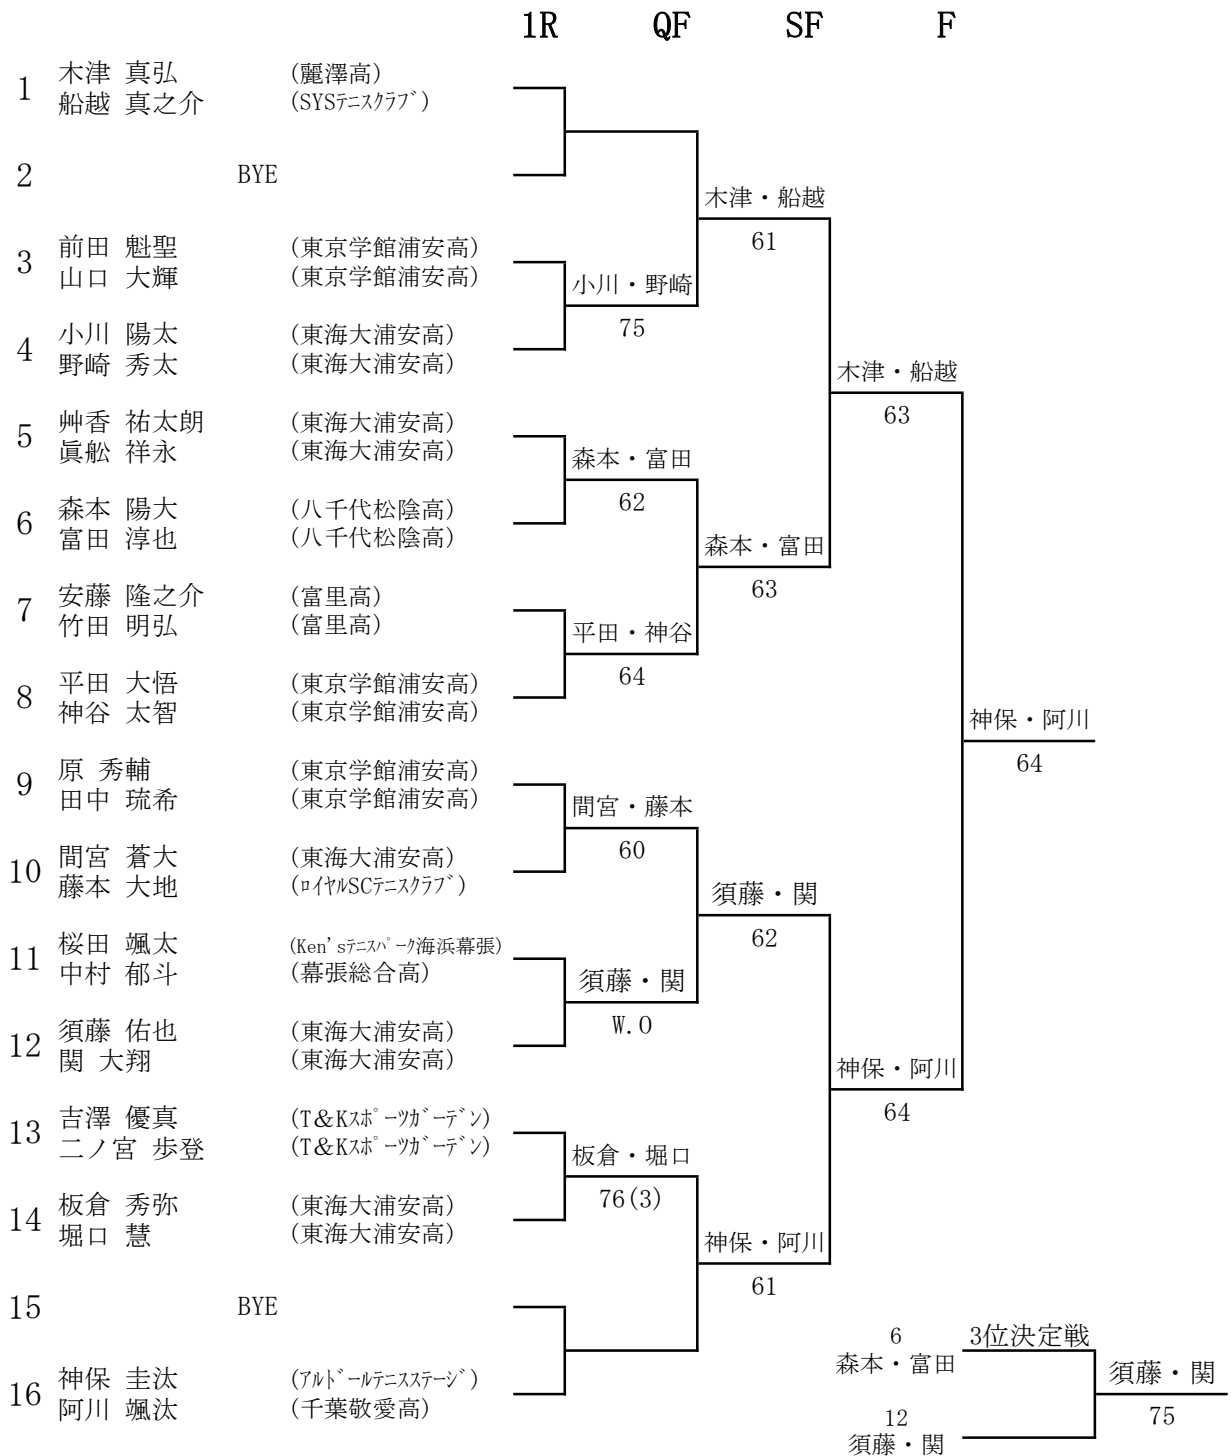 1R QF SF F
1 木津 真弘 (麗澤高)
船越 真之介 (SYSﾃﾆｽｸﾗﾌﾞ)
2 BYE
木津・船越
61
3 前田 魁聖 (東京学館浦安高)
山口 大輝 (東京学館浦安高)
小川・野崎
75
4 小川 陽太 (東海大浦安高)
野崎 秀太 (東海大浦安高)
木津・船越
63
5 艸香 祐太朗 (東海大浦安高)
眞舩 祥永 (東海大浦安高)
森本・富田
62
6 森本 陽大 (八千代松陰高)
富田 淳也 (八千代松陰高)
森本・富田
63
7 安藤 隆之介 (富里高)
竹田 明弘 (富里高)
平田・神谷
64
8 平田 大悟 (東京学館浦安高)
神谷 太智 (東京学館浦安高)
神保・阿川
64
9 原 秀輔 (東京学館浦安高)
田中 琉希 (東京学館浦安高)
間宮・藤本
60
10 間宮 蒼大 (東海大浦安高)
藤本 大地 (ﾛｲﾔﾙSCﾃﾆｽｸﾗﾌﾞ)
須藤・関
62
11 桜田 颯太 (Ken'sﾃﾆｽﾊﾟｰｸ海浜幕張)
中村 郁斗 (幕張総合高)
須藤・関
W.O
12 須藤 佑也 (東海大浦安高)
関 大翔 (東海大浦安高)
神保・阿川
64
13 吉澤 優真 (T&Kｽﾎﾟｰﾂｶﾞｰﾃﾞﾝ)
二ノ宮 歩登 (T&Kｽﾎﾟｰﾂｶﾞｰﾃﾞﾝ)
板倉・堀口
76(3)
14 板倉 秀弥 (東海大浦安高)
堀口 慧 (東海大浦安高)
神保・阿川
61
15 BYE
16 神保 圭汰 (ｱﾙﾄﾞｰﾙﾃﾆｽｽﾃｰｼﾞ)
阿川 颯汰 (千葉敬愛高)
6 3位決定戦
森本・富田
須藤・関
75
12
須藤・関